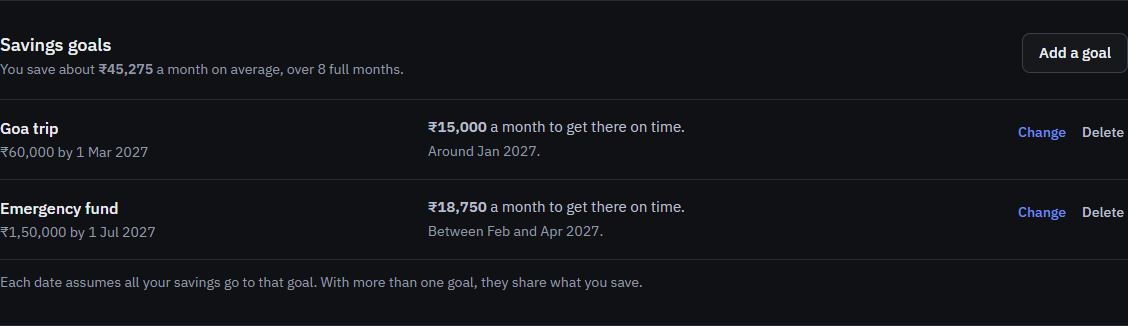 Savings goals
You save about ₹45,275 a month on average, over 8 full months.
Add a goal
Goa trip
₹60,000 by 1 Mar 2027
₹15,000 a month to get there on time.
Around Jan 2027.
Change Delete
Emergency fund
₹1,50,000 by 1 Jul 2027
₹18,750 a month to get there on time.
Between Feb and Apr 2027.
Change Delete
Each date assumes all your savings go to that goal. With more than one goal, they share what you save.